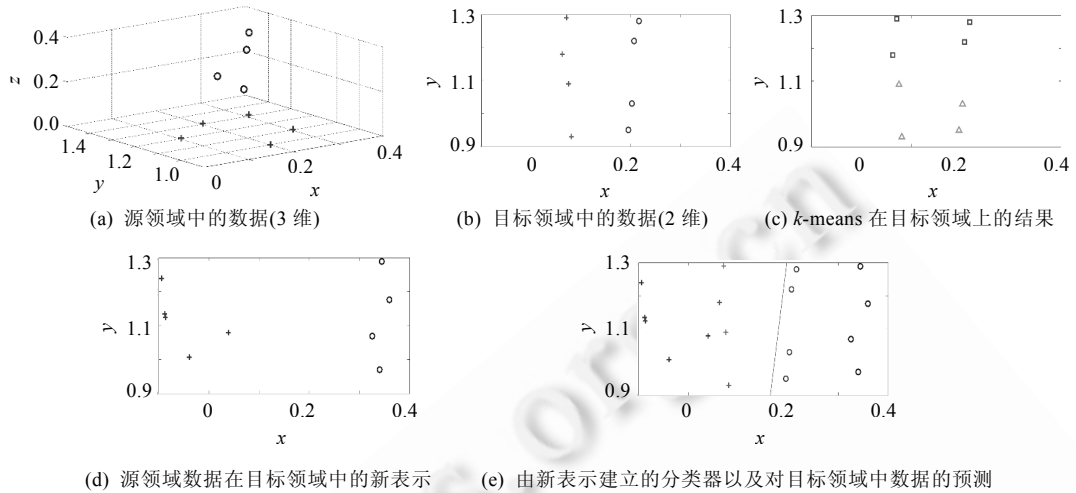 0.4
0.2
0.0
z
1.4
1.2
1.0
y
0
0.2
0.4
x
(a) 源领域中的数据(3 维)
1.3
1.1
0.9
y
0
0.2
0.4
x
(b) 目标领域中的数据(2 维)
1.3
1.1
0.9
y
0
0.2
0.4
x
(c) k-means 在目标领域上的结果
1.3
1.1
0.9
y
0
0.2
0.4
x
(d) 源领域数据在目标领域中的新表示
1.3
1.1
0.9
y
0
0.2
0.4
x
(e) 由新表示建立的分类器以及对目标领域中数据的预测